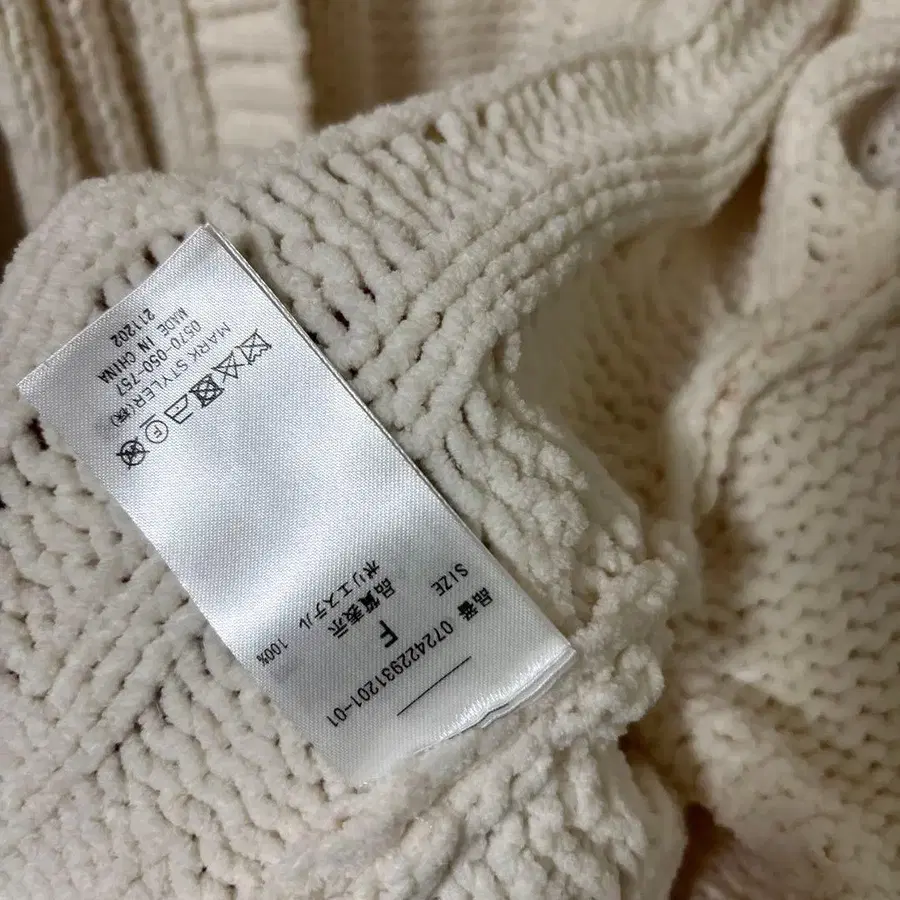 品番 072422931201-01
SIZE F
品質表示
ポリエステル 100%
MARK STYLER(株)
0570-050-757
MADE IN CHINA
211202